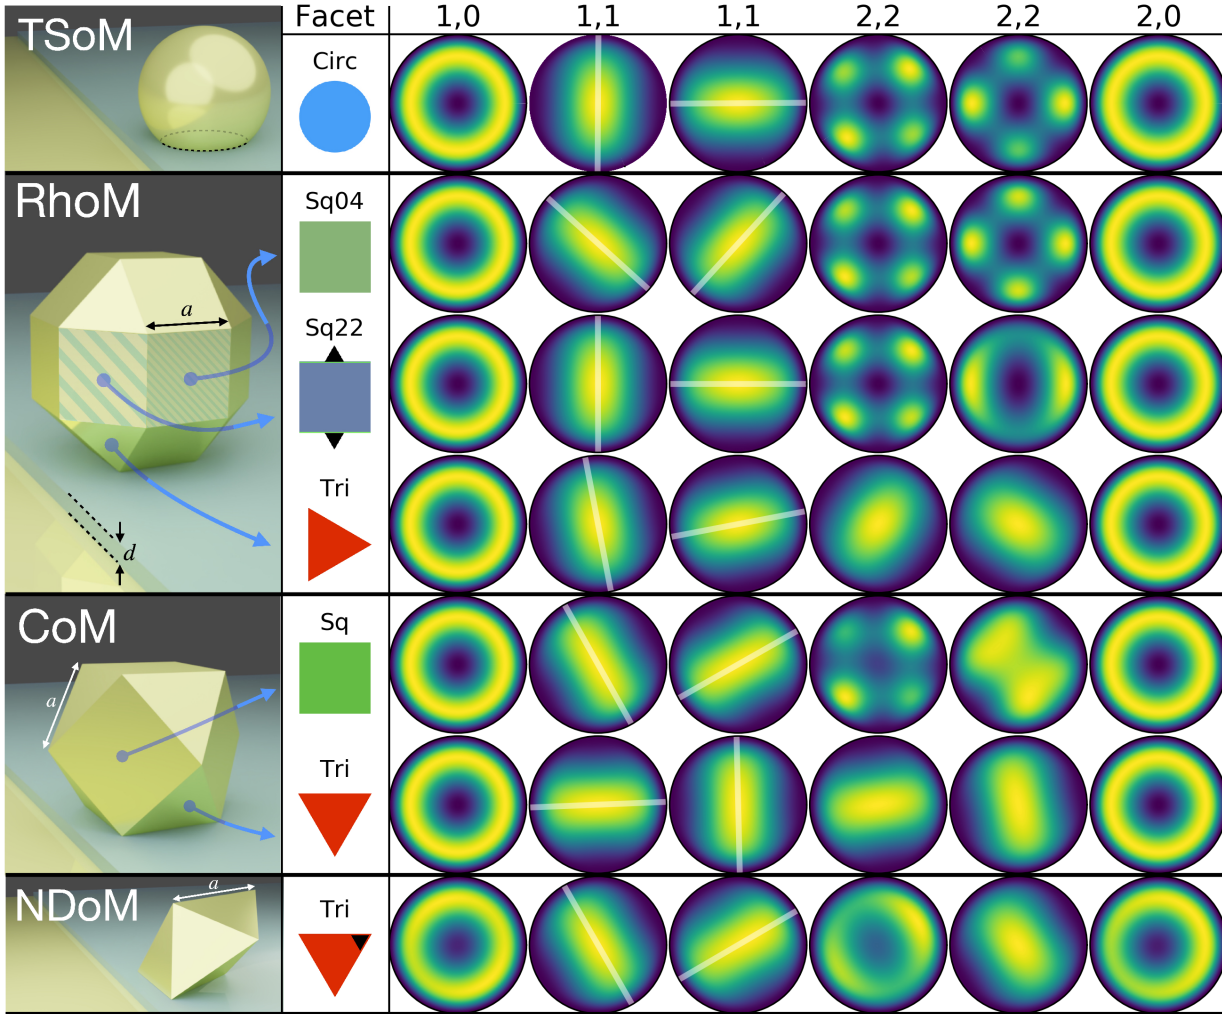 TSoM
Facet 1,0 1,1 1,1 2,2 2,2 2,0
Circ
RhoM
Sq04
a
Sq22
Tri
d
CoM
Sq
a
Tri
NDoM
a
Tri